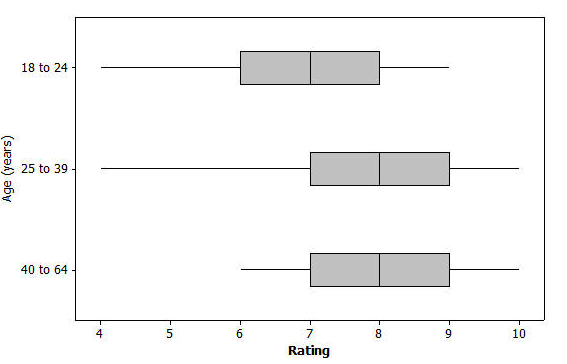 18 to 24
25 to 39
40 to 64
Age (years)
4 5 6 7 8 9 10
Rating